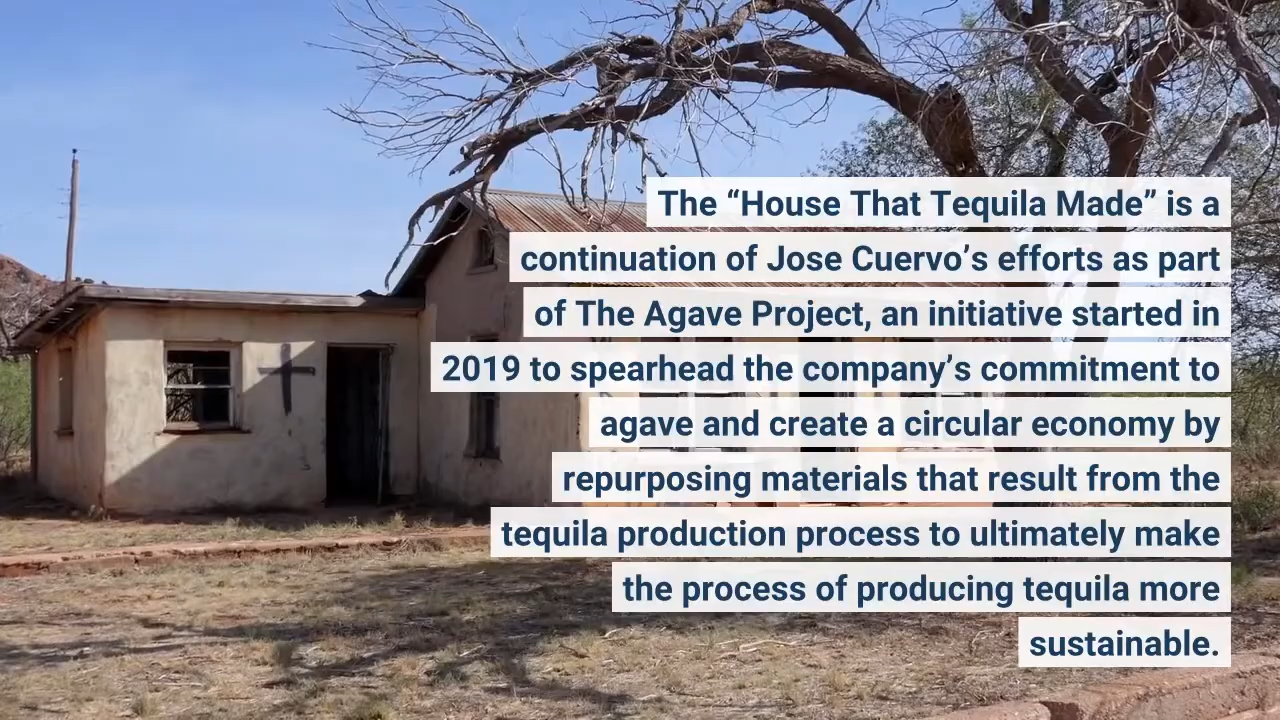 The “House That Tequila Made” is a
continuation of Jose Cuervo’s efforts as part
of The Agave Project, an initiative started in
2019 to spearhead the company’s commitment to
agave and create a circular economy by
repurposing materials that result from the
tequila production process to ultimately make
the process of producing tequila more
sustainable.